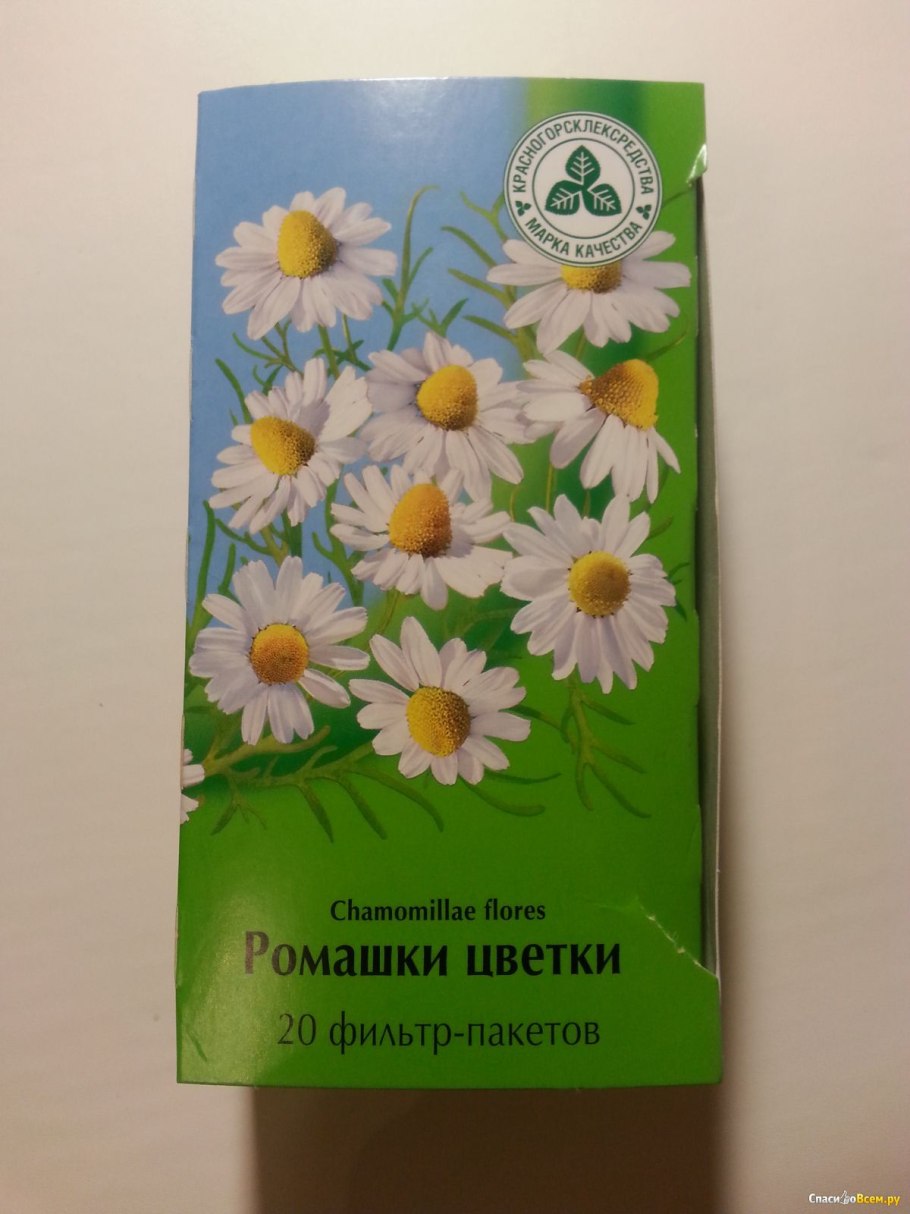 КРАСНОГОРСКЛЕКСРЕДСТВА
МАРКА КАЧЕСТВА
Chamomillae flores
Ромашки цветки
20 фильтр-пакетов
СпасибоВсем.ру